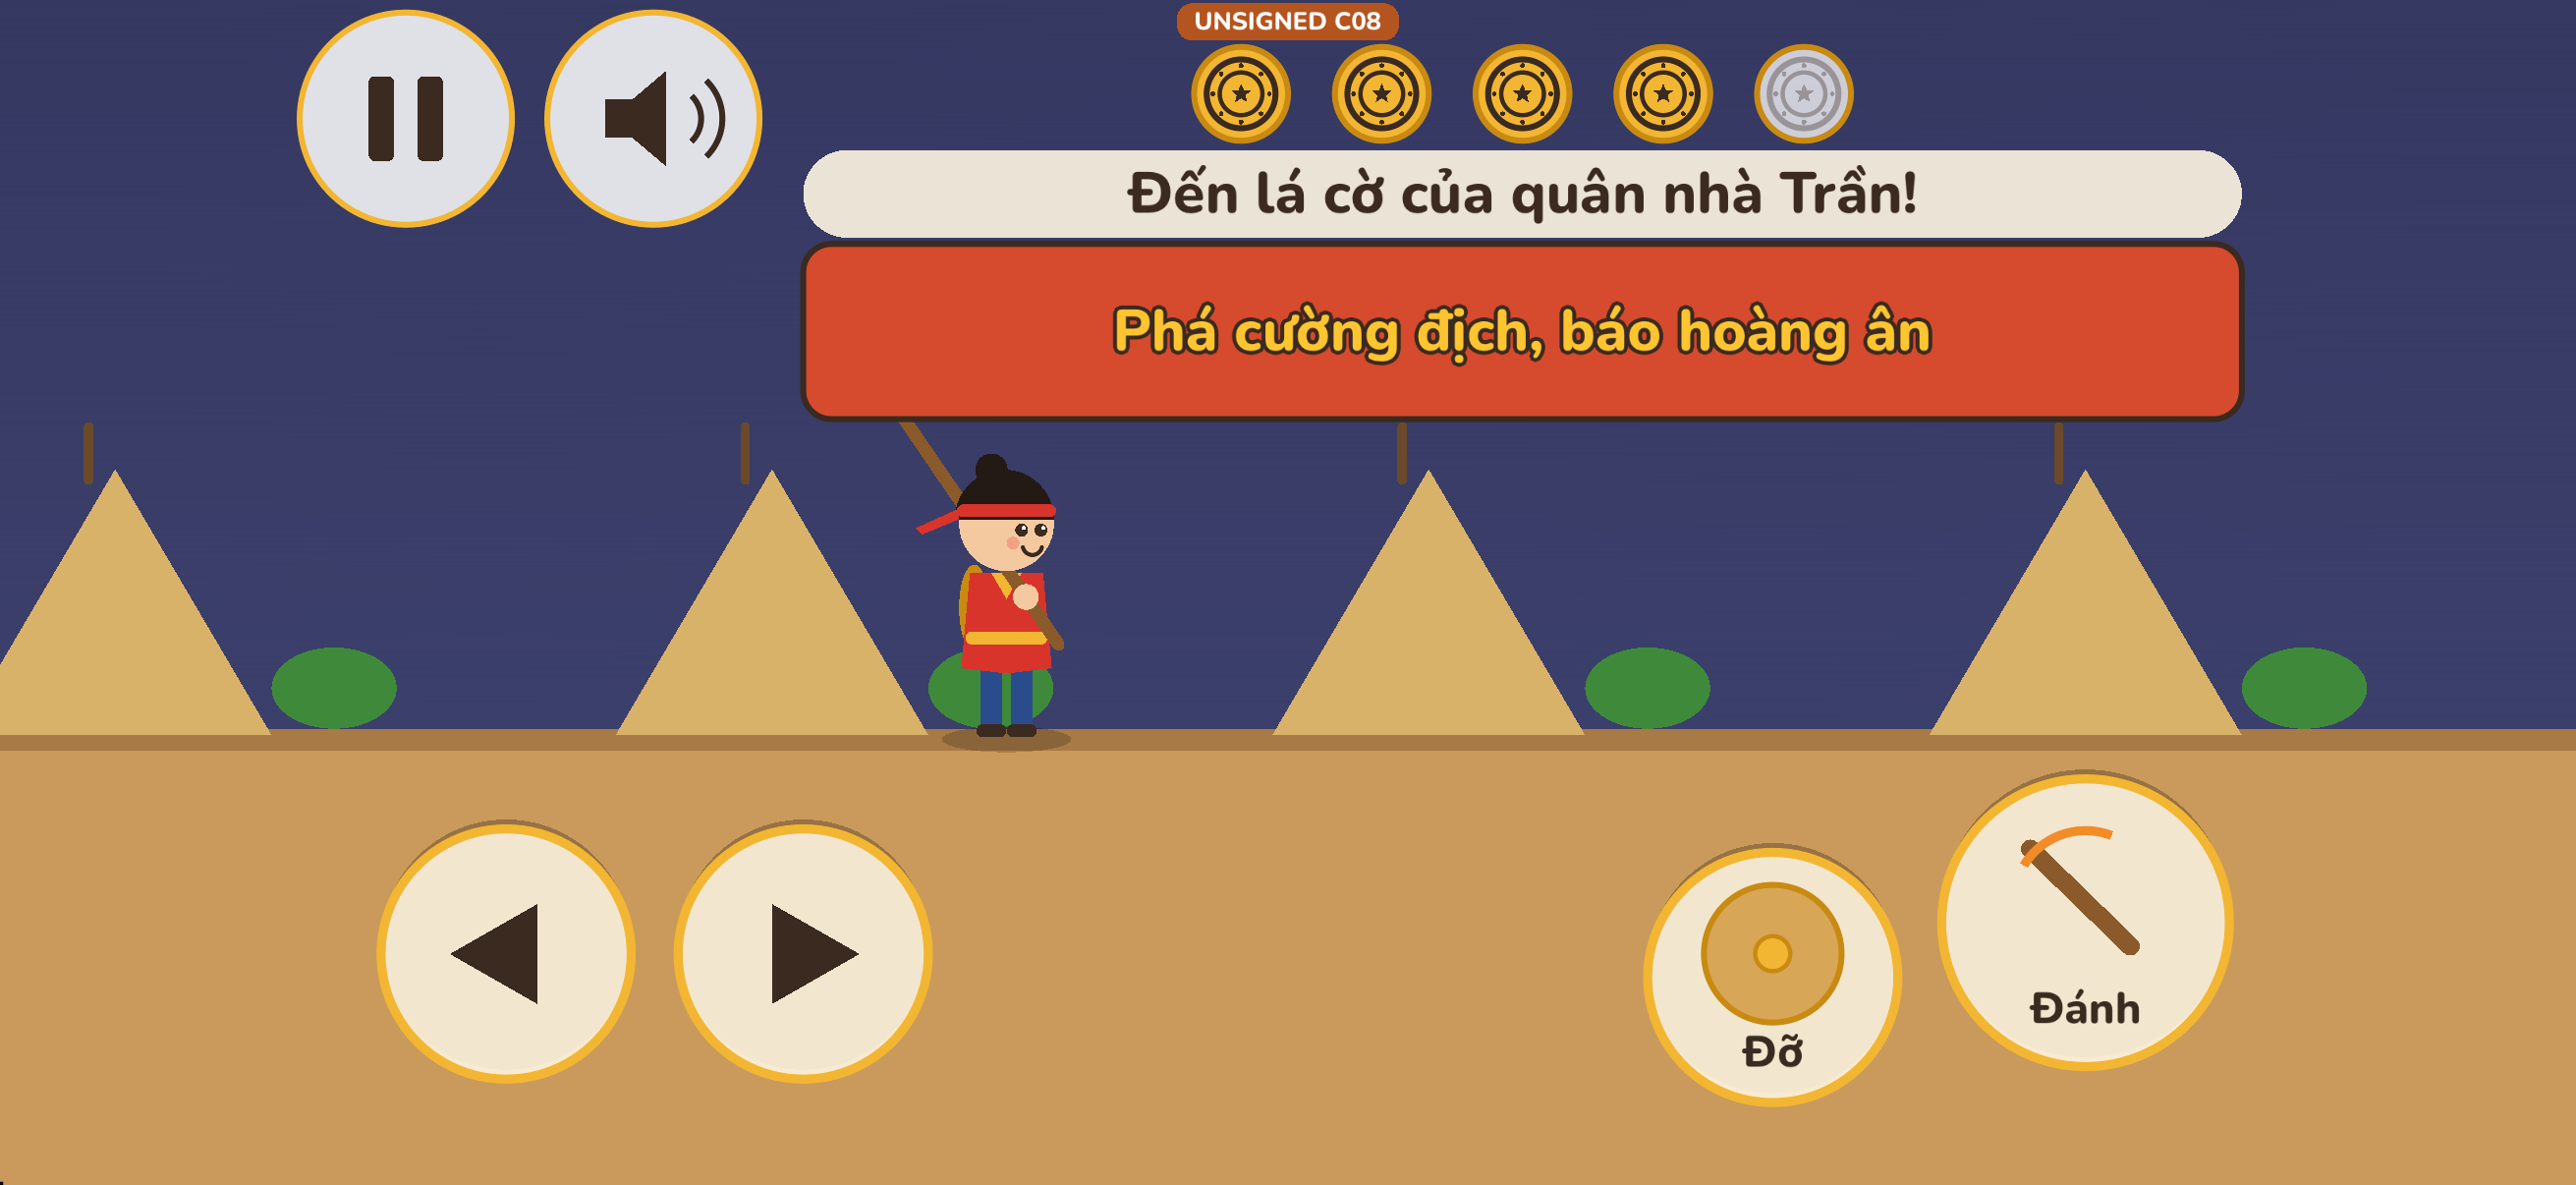 UNSIGNED C08
Đến lá cờ của quân nhà Trần!
Phá cường địch, báo hoàng ân
Đánh
Đỡ